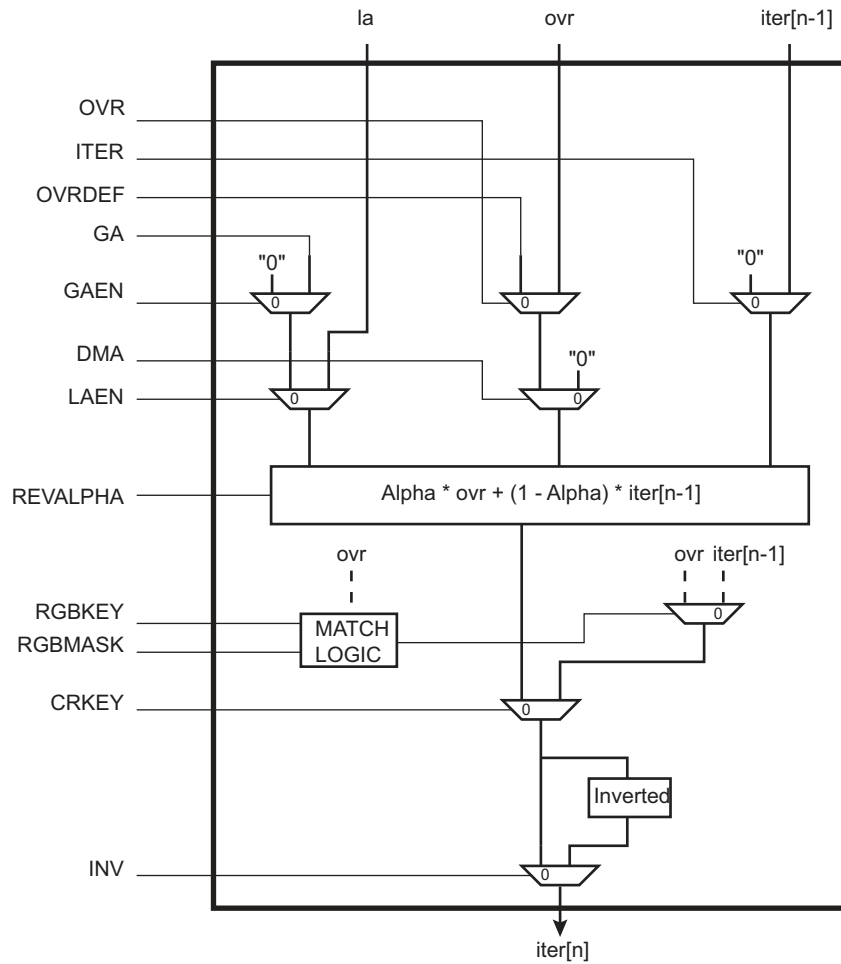 la ovr iter[n-1]
OVR
ITER
OVRDEF
GA
"0" "0"
GAEN 0 0 0
DMA "0"
LAEN 0 0
REVALPHA Alpha * ovr + (1 - Alpha) * iter[n-1]
ovr ovr iter[n-1]
RGBKEY 0
MATCH
RGBMASK LOGIC
CRKEY 0
Inverted
INV 0
iter[n]